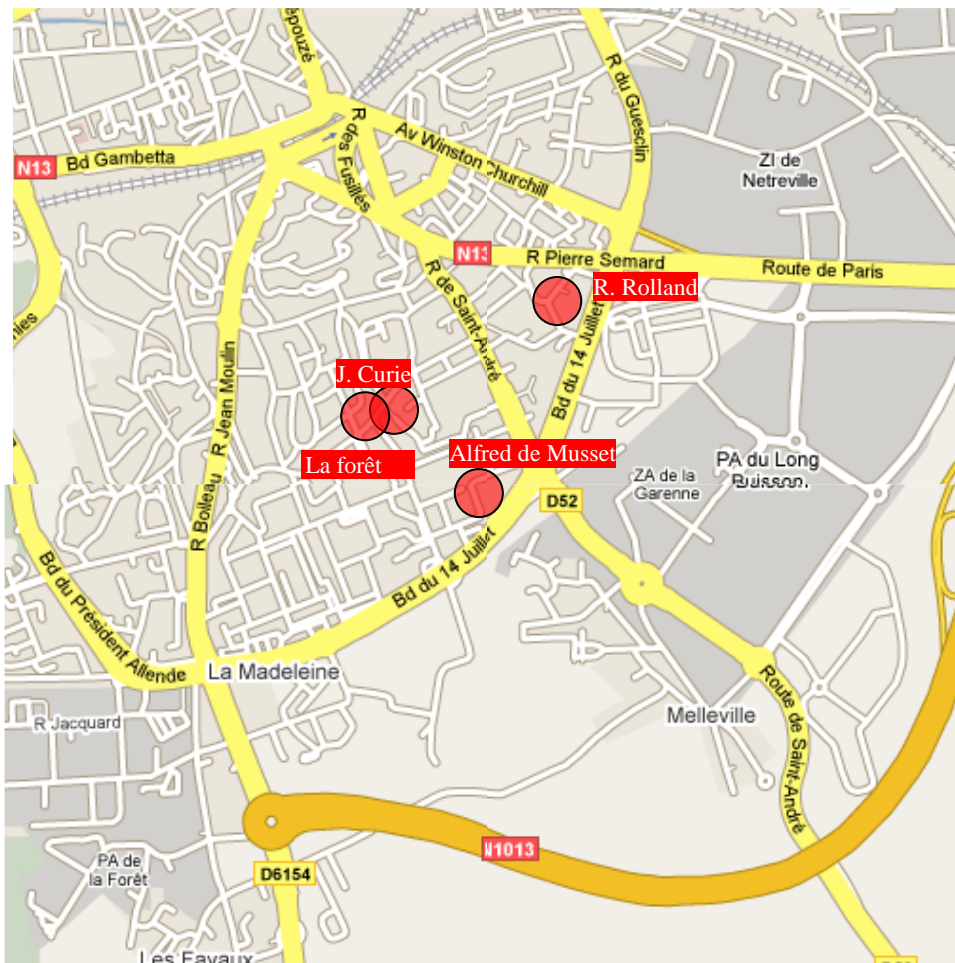 épouzé
R du Guesclin
R des Fusillés
Av Winston Churchill
Bd Gambetta
N13
ZI de
Netreville
N13
R Pierre Semard
Route de Paris
R. Rolland
R de Saint-André
Bd du 14 Juillet
nies
R Jean Moulin
J. Curie
La forêt
Alfred de Musset
PA du Long
Buisson
ZA de la
Garenne
D52
R Boileau
Bd du 14 Juillet
Bd du Président Allende
La Madeleine
R Jacquard
Melleville
Route de Saint-André
N1013
PA de
la Forêt
D6154
Les Fayaux